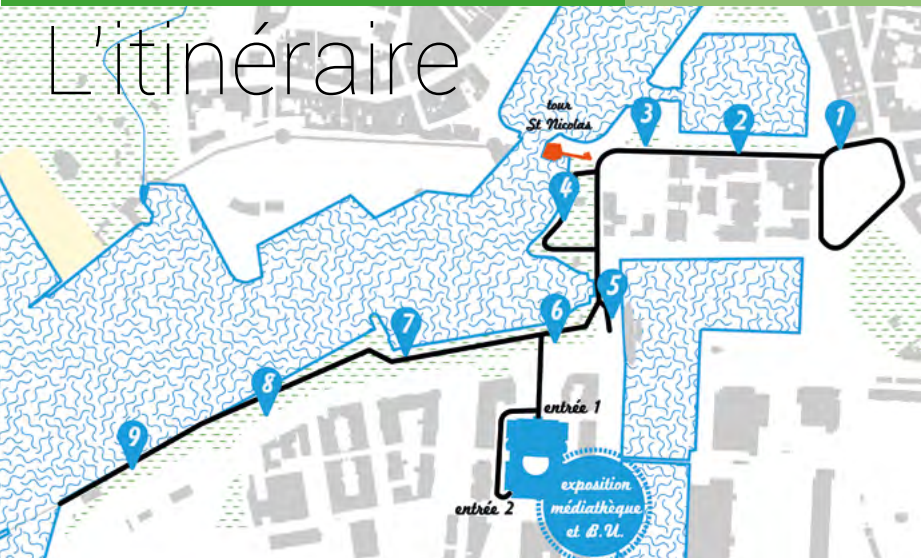 L'itinéraire
tour
St Nicolas
1
2
3
4
5
6
7
8
9
entrée 1
entrée 2
exposition
médiathèque
et B.U.